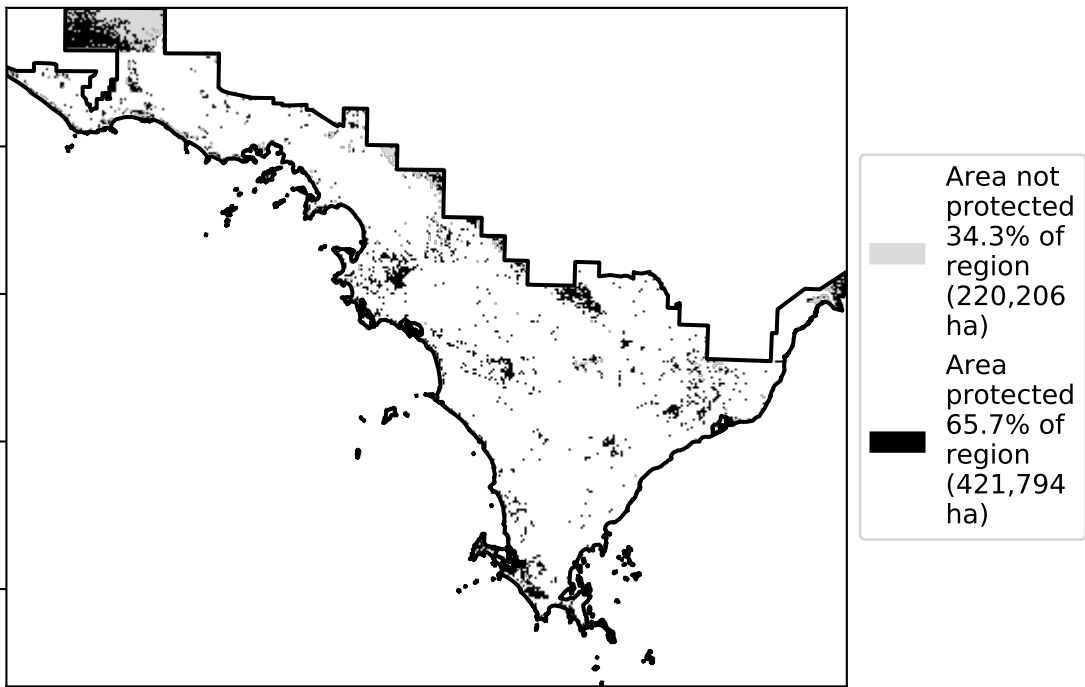 Area not
protected
34.3% of
region
(220,206
ha)
Area
protected
65.7% of
region
(421,794
ha)